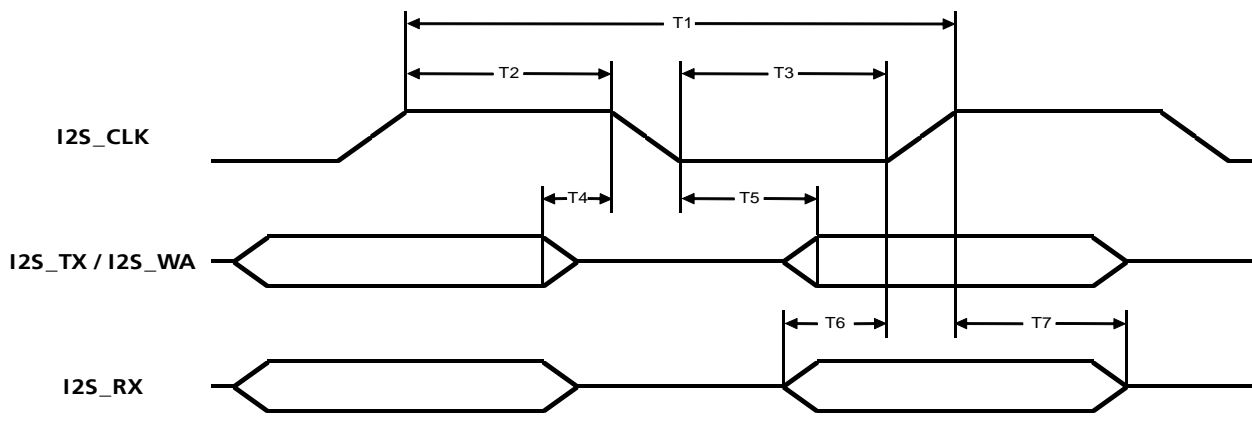 T1
T2
T3
I2S_CLK
T4
T5
I2S_TX / I2S_WA
T6
T7
I2S_RX